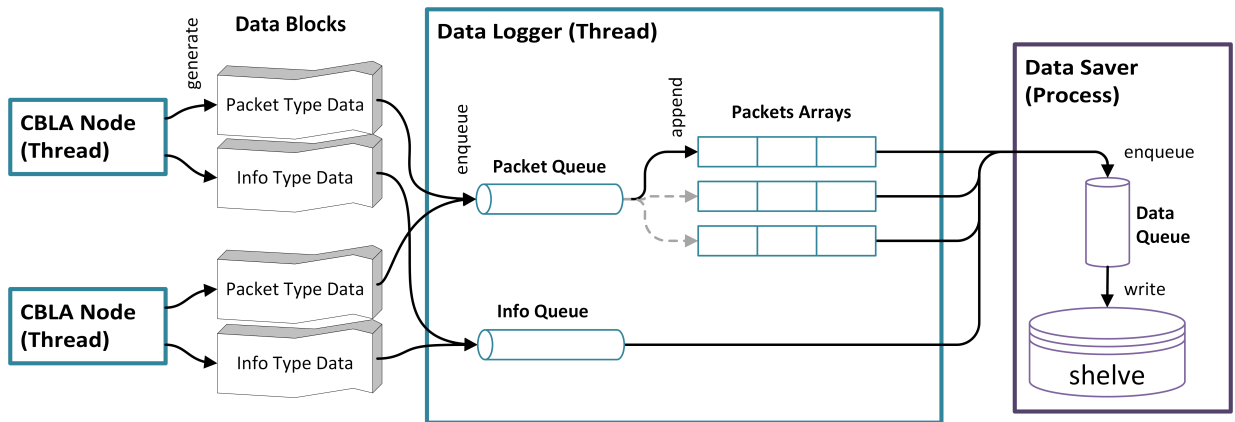 Data Blocks
generate
Packet Type Data
Info Type Data
CBLA Node
(Thread)
Packet Type Data
Info Type Data
CBLA Node
(Thread)
Data Logger (Thread)
enqueue
Packet Queue
append
Packets Arrays
Info Queue
Data Saver
(Process)
enqueue
Data
Queue
write
shelve